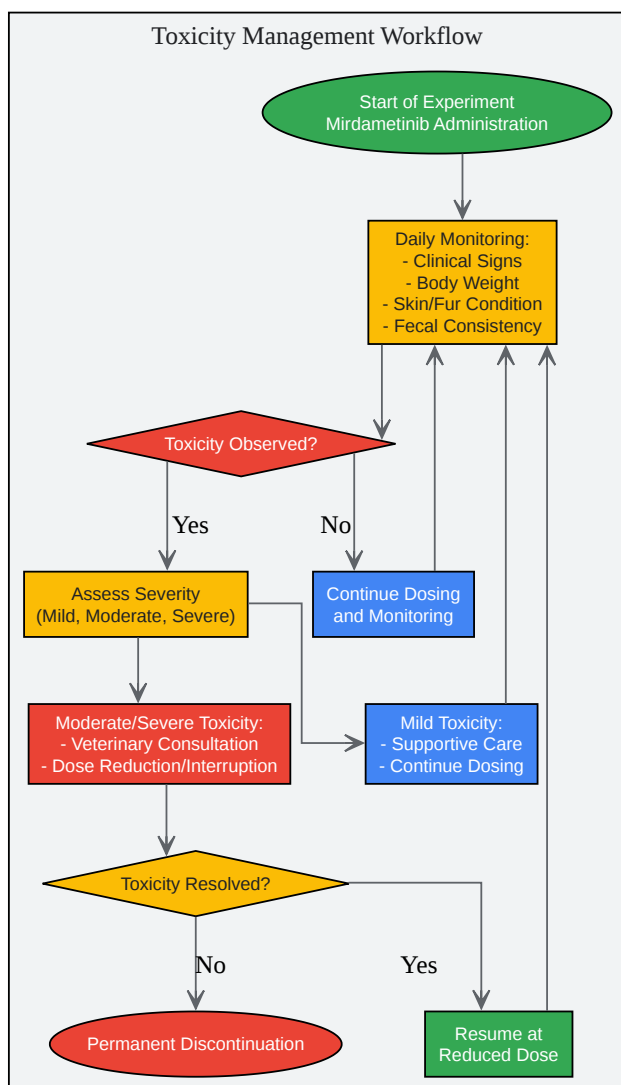 Toxicity Management Workflow
Start of Experiment
Mirdametinib Administration
Daily Monitoring:
- Clinical Signs
- Body Weight
- Skin/Fur Condition
- Fecal Consistency
Toxicity Observed?
Yes
No
Assess Severity
(Mild, Moderate, Severe)
Continue Dosing
and Monitoring
Moderate/Severe Toxicity:
- Veterinary Consultation
- Dose Reduction/Interruption
Mild Toxicity:
- Supportive Care
- Continue Dosing
Toxicity Resolved?
No
Yes
Permanent Discontinuation
Resume at
Reduced Dose